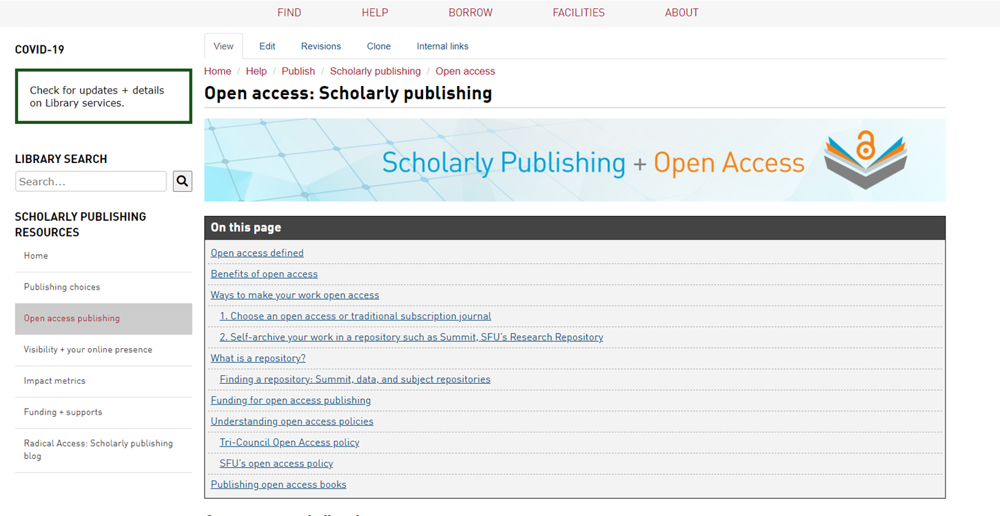 FIND HELP BORROW FACILITIES ABOUT
COVID-19
Check for updates + details
on Library services.
LIBRARY SEARCH
Search...
SCHOLARLY PUBLISHING
RESOURCES
Home
Publishing choices
Open access publishing
Visibility + your online presence
Impact metrics
Funding + supports
Radical Access: Scholarly publishing
blog
View Edit Revisions Clone Internal links
Home / Help / Publish / Scholarly publishing / Open access
Open access: Scholarly publishing
Scholarly Publishing + Open Access
On this page
Open access defined
Benefits of open access
Ways to make your work open access
1. Choose an open access or traditional subscription journal
2. Self-archive your work in a repository such as Summit, SFU's Research Repository
What is a repository?
Finding a repository: Summit, data, and subject repositories
Funding for open access publishing
Understanding open access policies
Tri-Council Open Access policy
SFU's open access policy
Publishing open access books